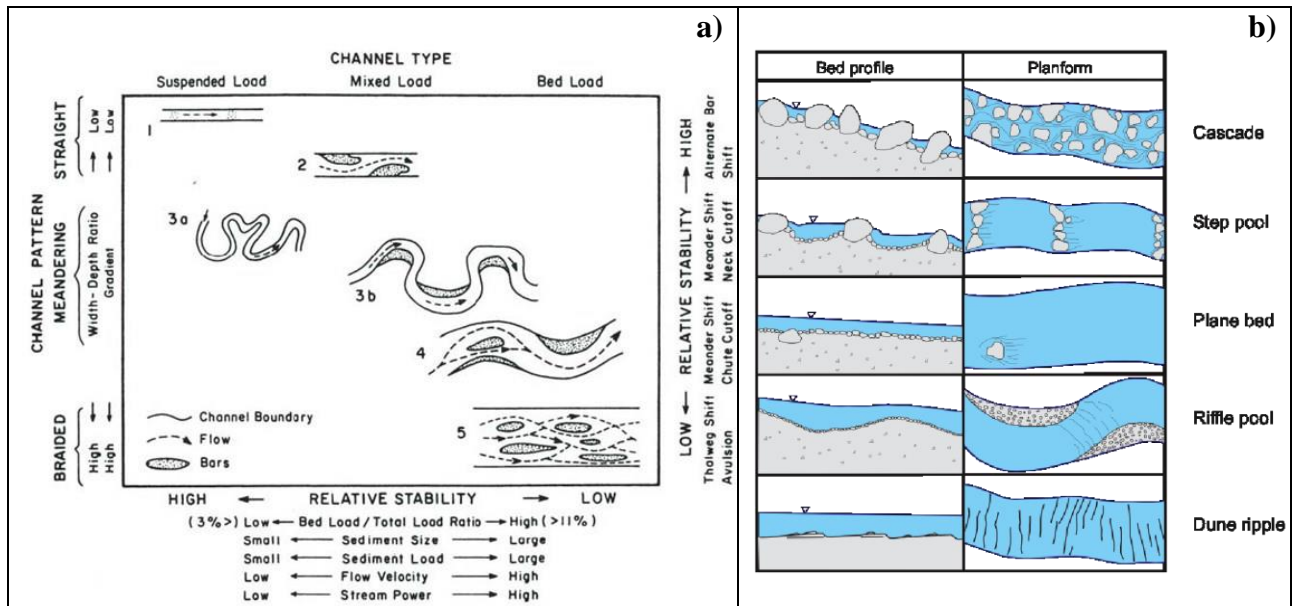 a)
CHANNEL TYPE
Suspended Load Mixed Load Bed Load
CHANNEL PATTERN
STRAIGHT
MEANDERING
BRAIDED
Low
Low
Width-Depth Ratio
Gradient
High
High
1
2
3a
3b
4
5
Channel Boundary
Flow
Bars
HIGH
RELATIVE STABILITY
LOW
Alternate Bar
Shift
Meander Shift
Neck Cutoff
Meander Shift
Chute Cutoff
Thalweg Shift
Avulsion
HIGH ← RELATIVE STABILITY → LOW
(3%>) Low ← Bed Load / Total Load Ratio → High (>11%)
Small ← Sediment Size → Large
Small ← Sediment Load → Large
Low ← Flow Velocity → High
Low ← Stream Power → High
b)
Bed profile Planform
Cascade
Step pool
Plane bed
Riffle pool
Dune ripple